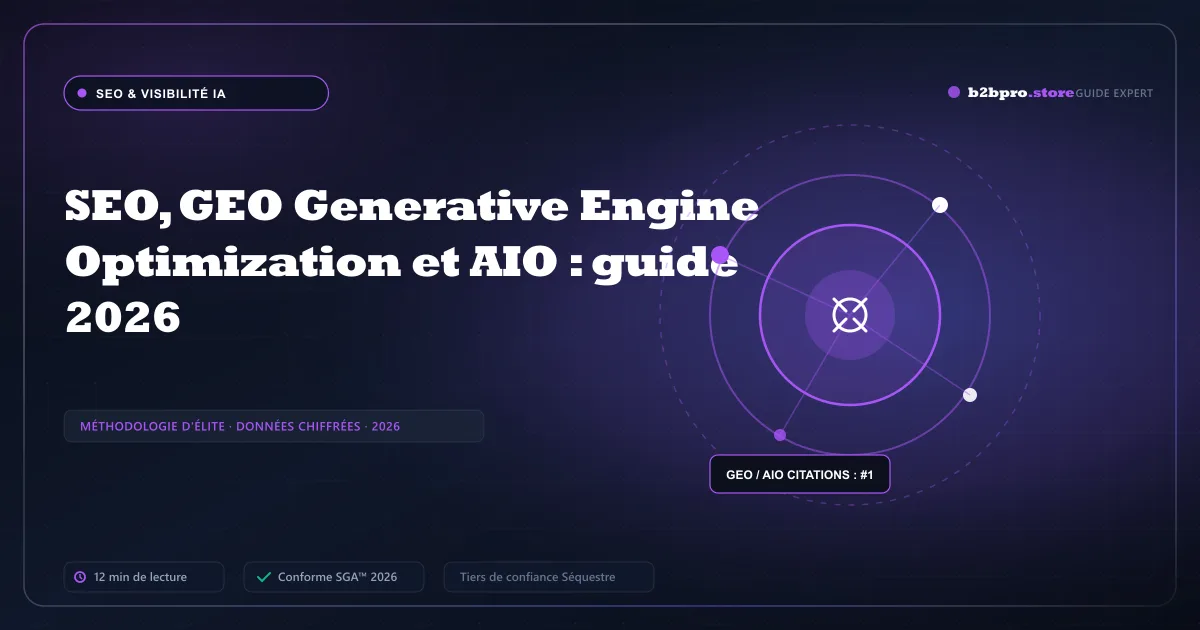 SEO & VISIBILITÉ IA
b2bpro.store GUIDE EXPERT
SEO, GEO Generative Engine
Optimization et AIO : guide
2026
MÉTHODOLOGIE D'ÉLITE · DONNÉES CHIFFRÉES · 2026
GEO / AIO CITATIONS : #1
12 min de lecture
Conforme SGA™ 2026
Tiers de confiance Séquestre